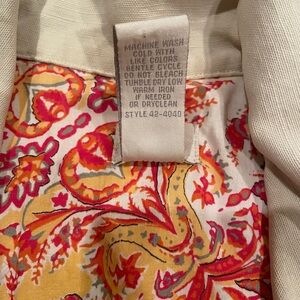 MACHINE WASH
COLD WITH
LIKE COLORS
GENTLE CYCLE
DO NOT BLEACH
TUMBLE DRY LOW
WARM IRON
IF NEEDED
OR DRYCLEAN
STYLE 42-4040